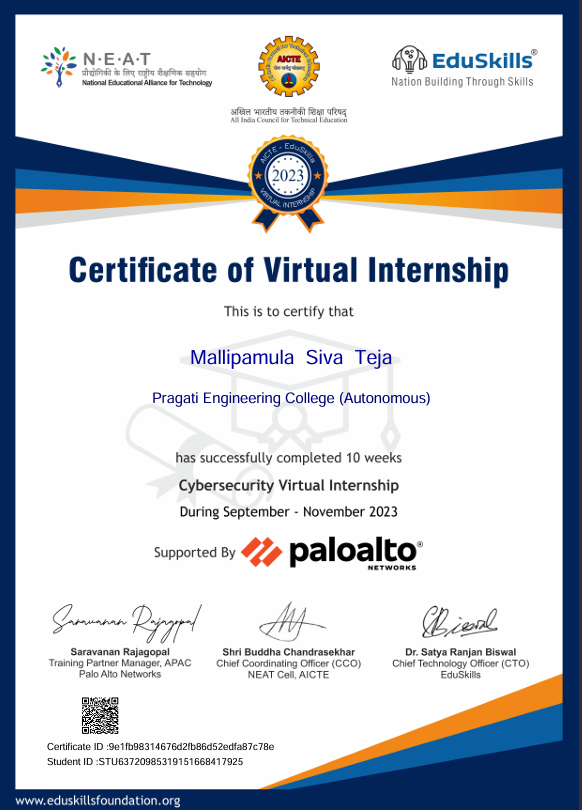 N·E·A·T
प्रौद्योगिकी के लिए राष्ट्रीय शैक्षणिक सहयोग
National Educational Alliance for Technology
AICTE
अखिल भारतीय तकनीकी शिक्षा परिषद्
All India Council for Technical Education
EduSkills®
Nation Building Through Skills
AICTE - EduSkills
2023
VIRTUAL INTERNSHIP
Certificate of Virtual Internship
This is to certify that
Mallipamula Siva Teja
Pragati Engineering College (Autonomous)
has successfully completed 10 weeks
Cybersecurity Virtual Internship
During September - November 2023
Supported By paloalto®
NETWORKS
Saravanan Rajagopal
Saravanan Rajagopal
Training Partner Manager, APAC
Palo Alto Networks
Shri Buddha Chandrasekhar
Chief Coordinating Officer (CCO)
NEAT Cell, AICTE
SRBiswal
Dr. Satya Ranjan Biswal
Chief Technology Officer (CTO)
EduSkills
Certificate ID :9e1fb98314676d2fb86d52edfa87c78e
Student ID :STU63720985319151668417925
www.eduskillsfoundation.org